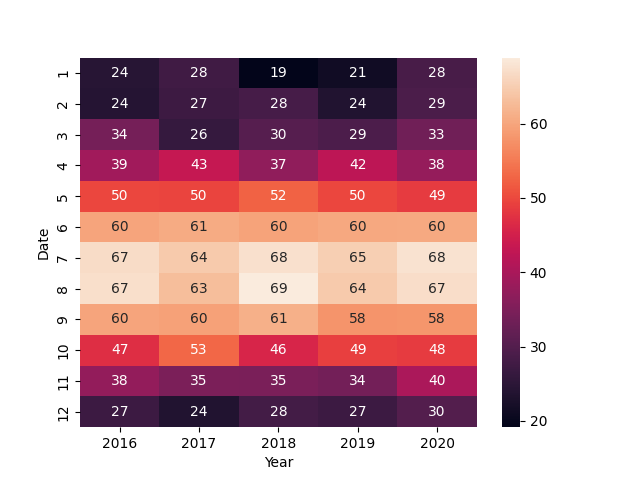 1 24 28 19 21 28
2 24 27 28 24 29
3 34 26 30 29 33
4 39 43 37 42 38
5 50 50 52 50 49
6 60 61 60 60 60
7 67 64 68 65 68
8 67 63 69 64 67
9 60 60 61 58 58
10 47 53 46 49 48
11 38 35 35 34 40
12 27 24 28 27 30
Date
2016 2017 2018 2019 2020
Year
60
50
40
30
20